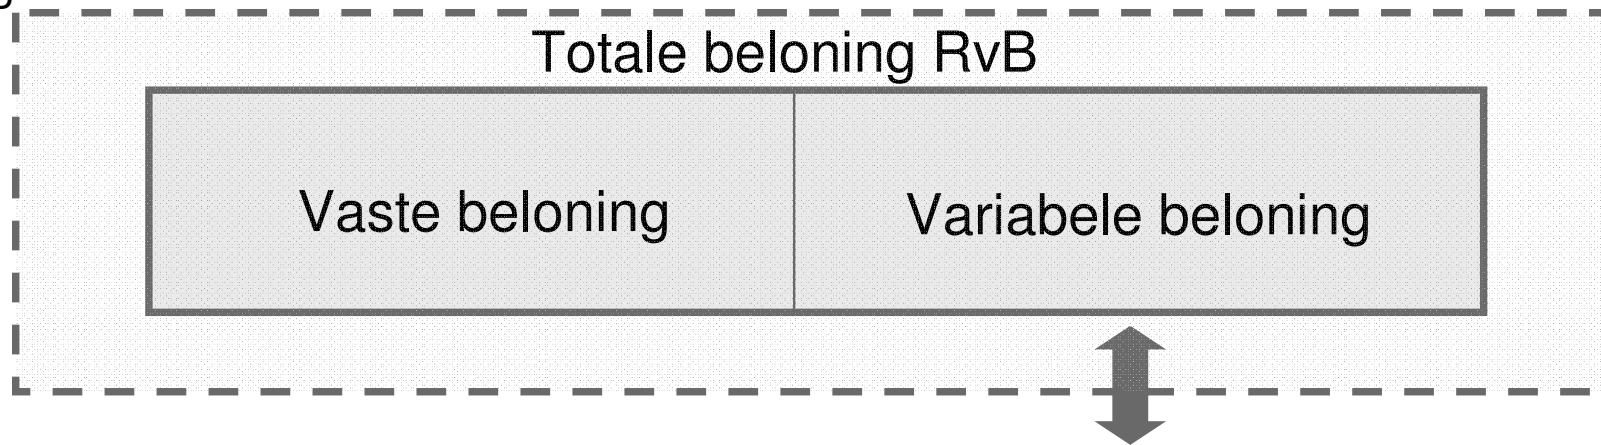 Totale beloning RvB
Vaste beloning
Variabele beloning